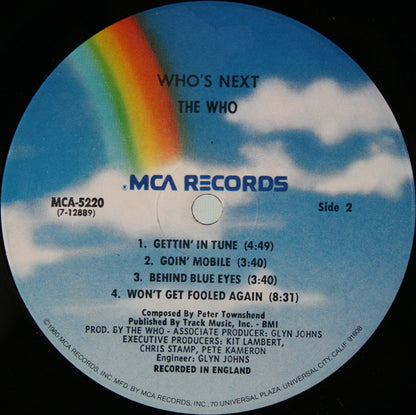 WHO'S NEXT
THE WHO
MCA RECORDS
MCA-5220
(7-12889)
Side 2
1. GETTIN' IN TUNE (4:49)
2. GOIN' MOBILE (3:40)
3. BEHIND BLUE EYES (3:40)
4. WON'T GET FOOLED AGAIN (8:31)
Composed By Peter Townshend
Published By Track Music, Inc. - BMI
PROD. BY THE WHO - ASSOCIATE PRODUCER: GLYN JOHNS
EXECUTIVE PRODUCERS: KIT LAMBERT,
CHRIS STAMP, PETE KAMERON
Engineer: GLYN JOHNS
RECORDED IN ENGLAND
©1980 MCA RECORDS, INC. MFD. BY MCA RECORDS, INC., 70 UNIVERSAL PLAZA, UNIVERSAL CITY, CALIF. 91608